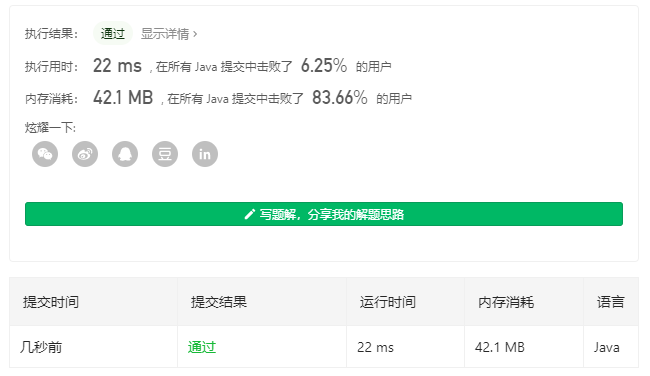 执行结果： 通过 显示详情 ›
执行用时： 22 ms , 在所有 Java 提交中击败了 6.25% 的用户
内存消耗： 42.1 MB , 在所有 Java 提交中击败了 83.66% 的用户
炫耀一下:
豆 in
写题解，分享我的解题思路
提交时间 提交结果 运行时间 内存消耗 语言
几秒前 通过 22 ms 42.1 MB Java